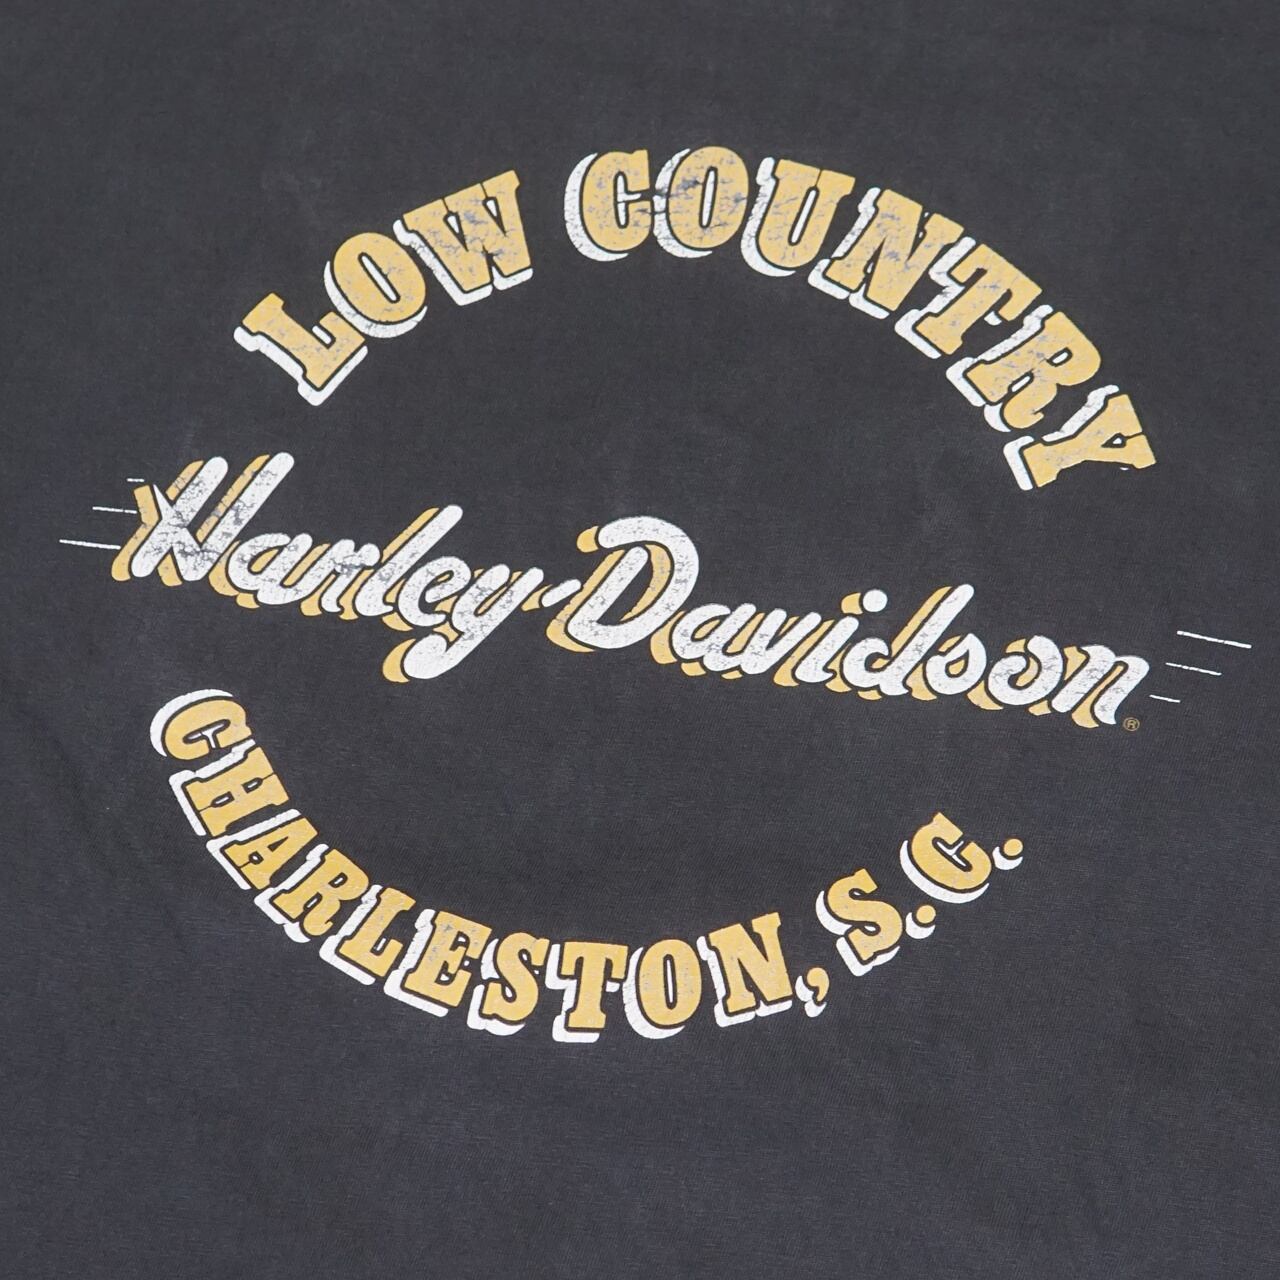 LOW COUNTRY
Harley-Davidson®
CHARLESTON, S.C.